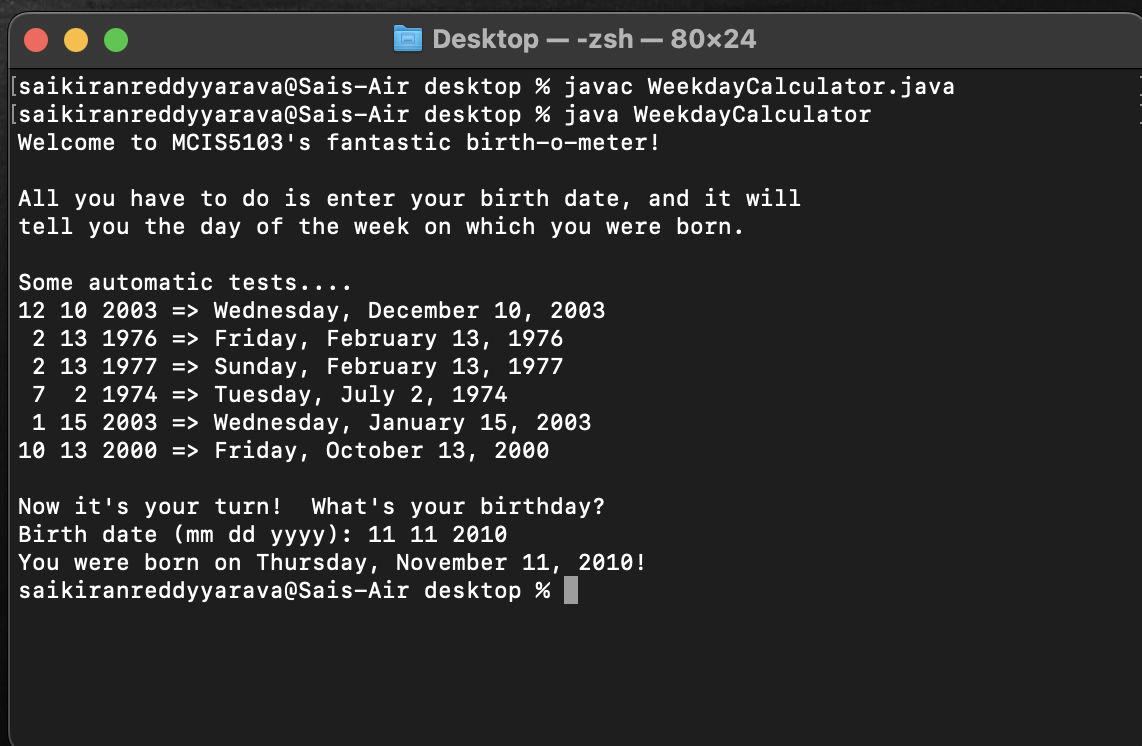 Desktop — -zsh — 80×24
[saikiranreddyyarava@Sais-Air desktop % javac WeekdayCalculator.java ]
[saikiranreddyyarava@Sais-Air desktop % java WeekdayCalculator ]
Welcome to MCIS5103's fantastic birth-o-meter!
All you have to do is enter your birth date, and it will
tell you the day of the week on which you were born.
Some automatic tests....
12 10 2003 => Wednesday, December 10, 2003
 2 13 1976 => Friday, February 13, 1976
 2 13 1977 => Sunday, February 13, 1977
 7  2 1974 => Tuesday, July 2, 1974
 1 15 2003 => Wednesday, January 15, 2003
10 13 2000 => Friday, October 13, 2000
Now it's your turn!  What's your birthday?
Birth date (mm dd yyyy): 11 11 2010
You were born on Thursday, November 11, 2010!
saikiranreddyyarava@Sais-Air desktop %